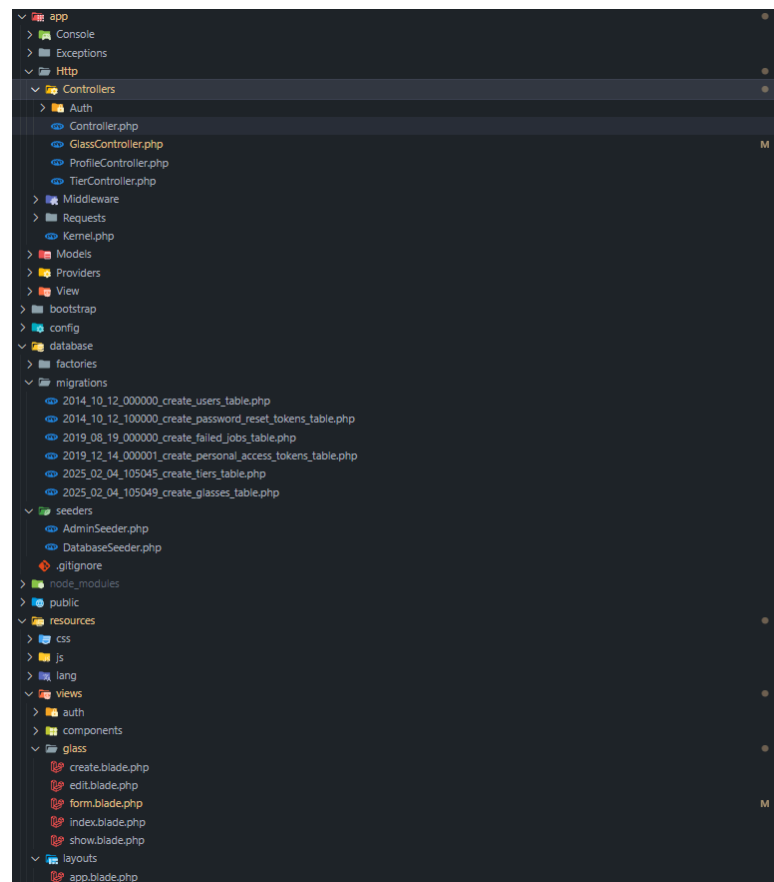 app
Console
Exceptions
Http
Controllers
Auth
Controller.php
GlassController.php M
ProfileController.php
TierController.php
Middleware
Requests
Kernel.php
Models
Providers
View
bootstrap
config
database
factories
migrations
2014_10_12_000000_create_users_table.php
2014_10_12_100000_create_password_reset_tokens_table.php
2019_08_19_000000_create_failed_jobs_table.php
2019_12_14_000001_create_personal_access_tokens_table.php
2025_02_04_105045_create_tiers_table.php
2025_02_04_105049_create_glasses_table.php
seeders
AdminSeeder.php
DatabaseSeeder.php
.gitignore
node_modules
public
resources
css
js
lang
views
auth
components
glass
create.blade.php
edit.blade.php
form.blade.php M
index.blade.php
show.blade.php
layouts
app.blade.php